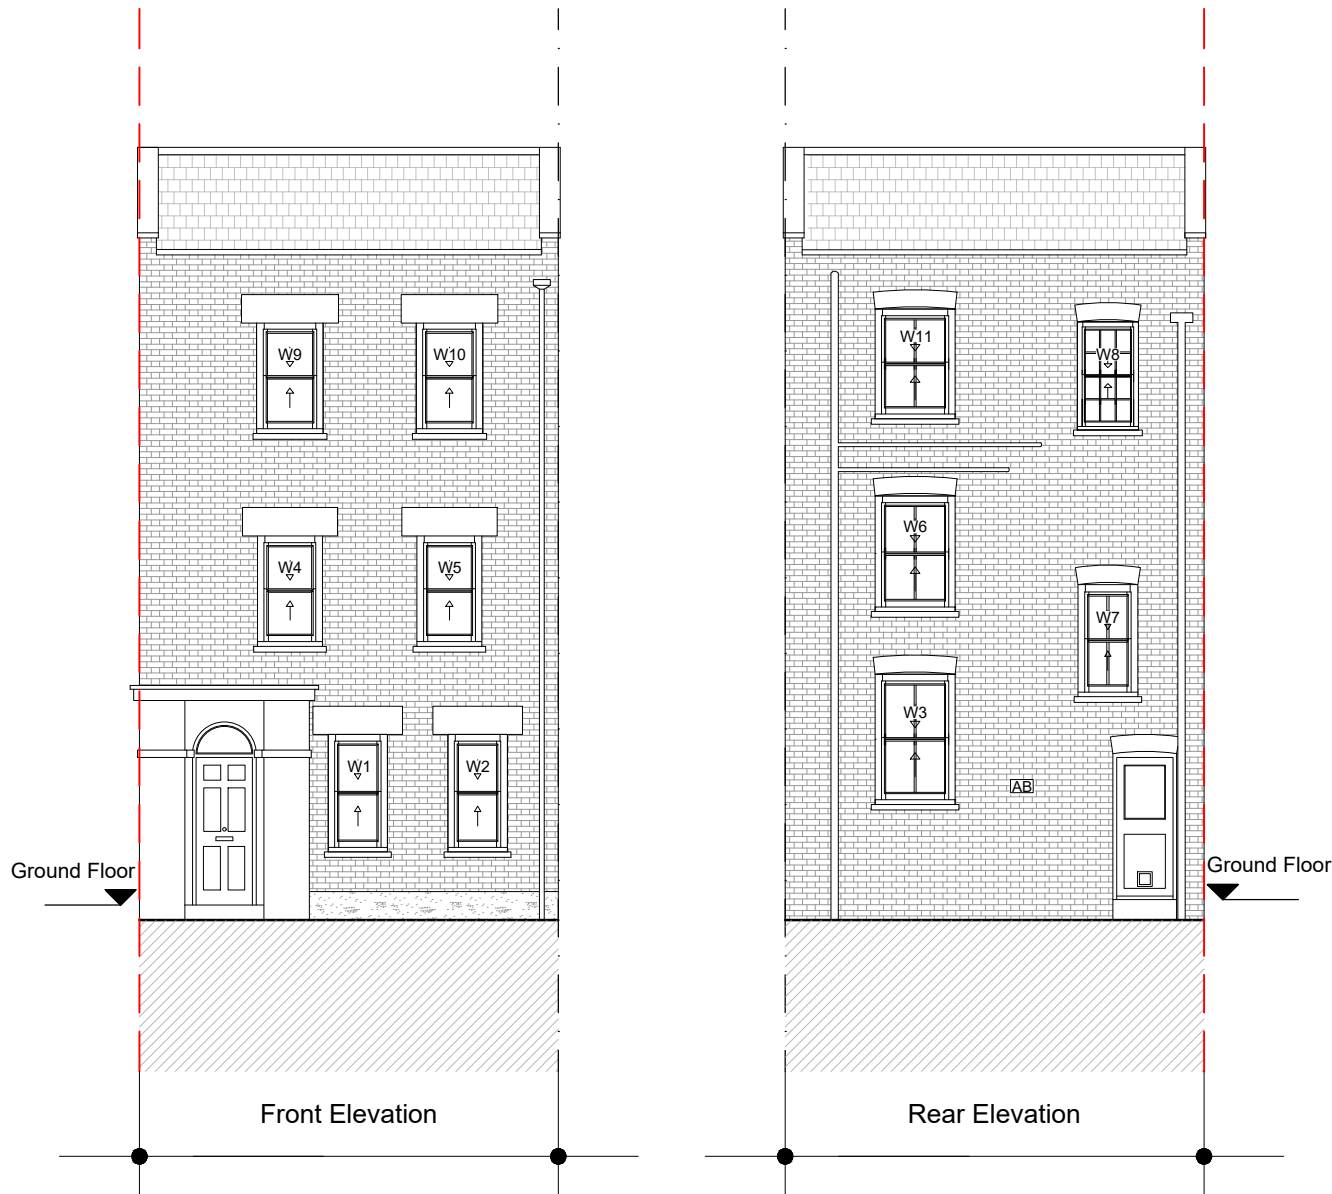 W9
W10
W4
W5
W1
W2
Ground Floor
Front Elevation
W11
W8
W6
W7
W3
AB
Ground Floor
Rear Elevation